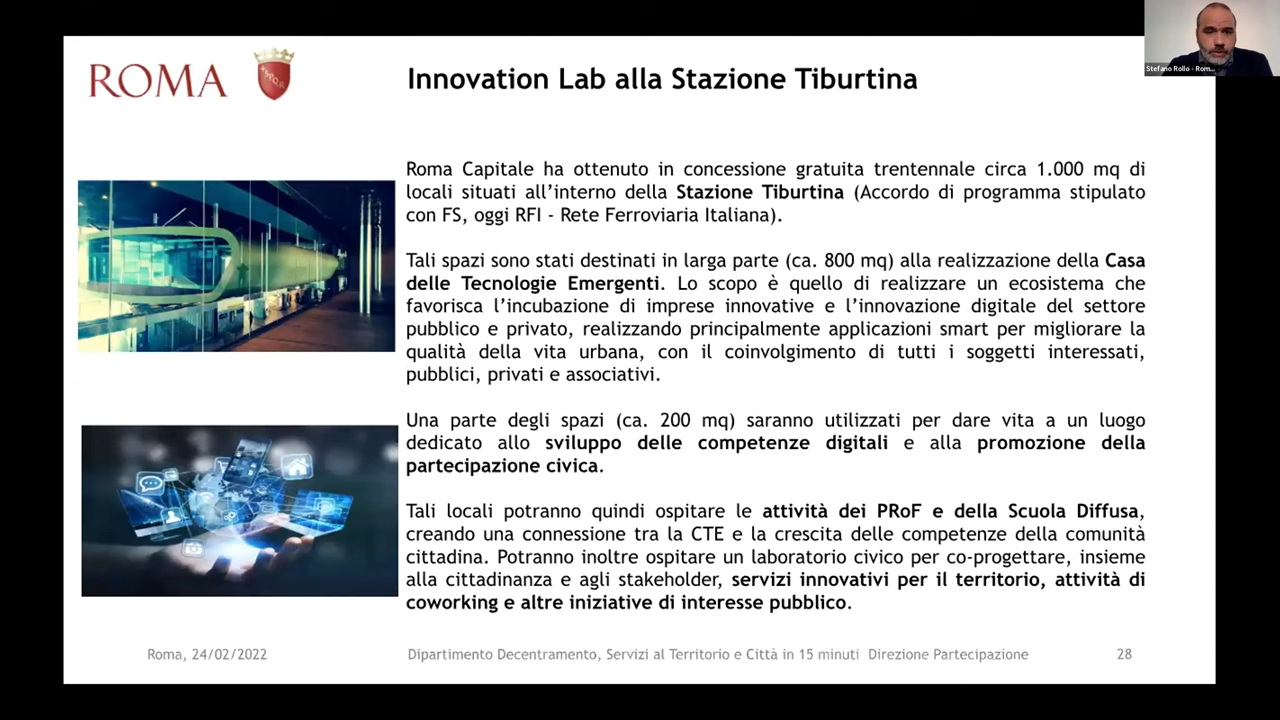 Stefano Rollo - Rom...
ROMA
Innovation Lab alla Stazione Tiburtina
Roma Capitale ha ottenuto in concessione gratuita trentennale circa 1.000 mq di
locali situati all'interno della Stazione Tiburtina (Accordo di programma stipulato
con FS, oggi RFI - Rete Ferroviaria Italiana).
Tali spazi sono stati destinati in larga parte (ca. 800 mq) alla realizzazione della Casa
delle Tecnologie Emergenti. Lo scopo è quello di realizzare un ecosistema che
favorisca l'incubazione di imprese innovative e l'innovazione digitale del settore
pubblico e privato, realizzando principalmente applicazioni smart per migliorare la
qualità della vita urbana, con il coinvolgimento di tutti i soggetti interessati,
pubblici, privati e associativi.
Una parte degli spazi (ca. 200 mq) saranno utilizzati per dare vita a un luogo
dedicato allo sviluppo delle competenze digitali e alla promozione della
partecipazione civica.
Tali locali potranno quindi ospitare le attività dei PRoF e della Scuola Diffusa,
creando una connessione tra la CTE e la crescita delle competenze della comunità
cittadina. Potranno inoltre ospitare un laboratorio civico per co-progettare, insieme
alla cittadinanza e agli stakeholder, servizi innovativi per il territorio, attività di
coworking e altre iniziative di interesse pubblico.
Roma, 24/02/2022
Dipartimento Decentramento, Servizi al Territorio e Città in 15 minuti Direzione Partecipazione
28